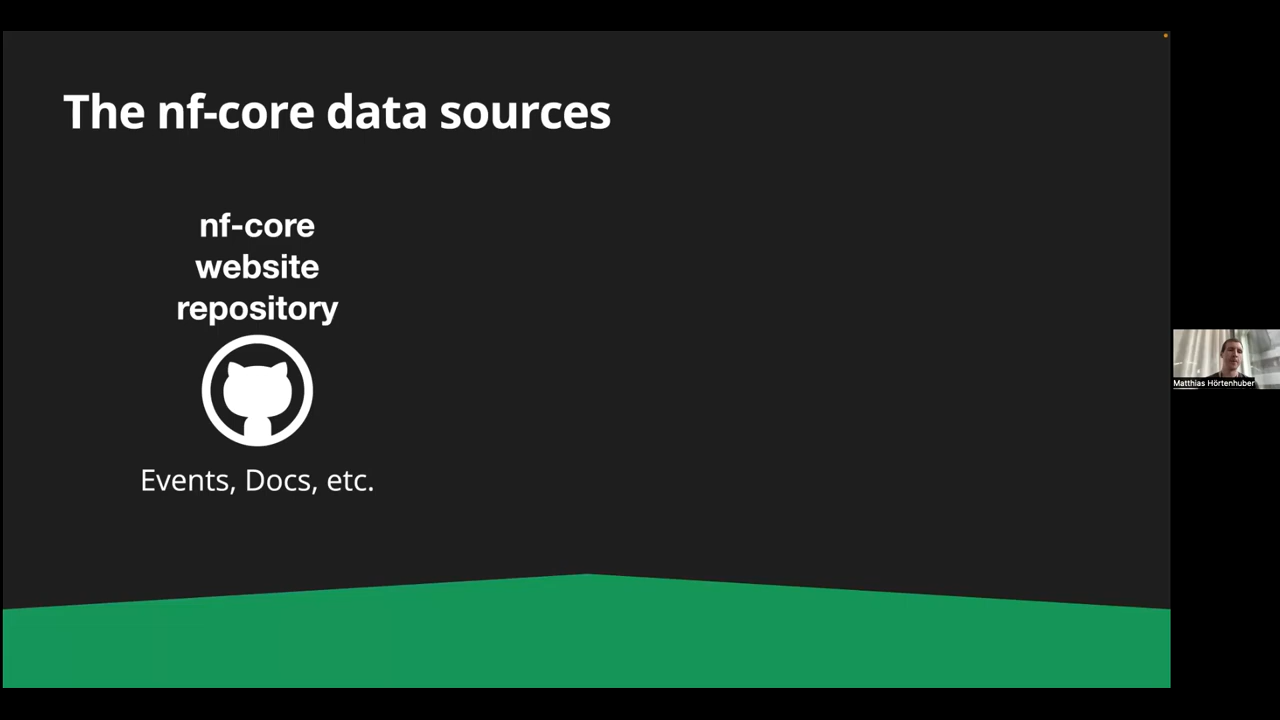 The nf-core data sources
nf-core
website
repository
Events, Docs, etc.
Matthias Hörtenhuber